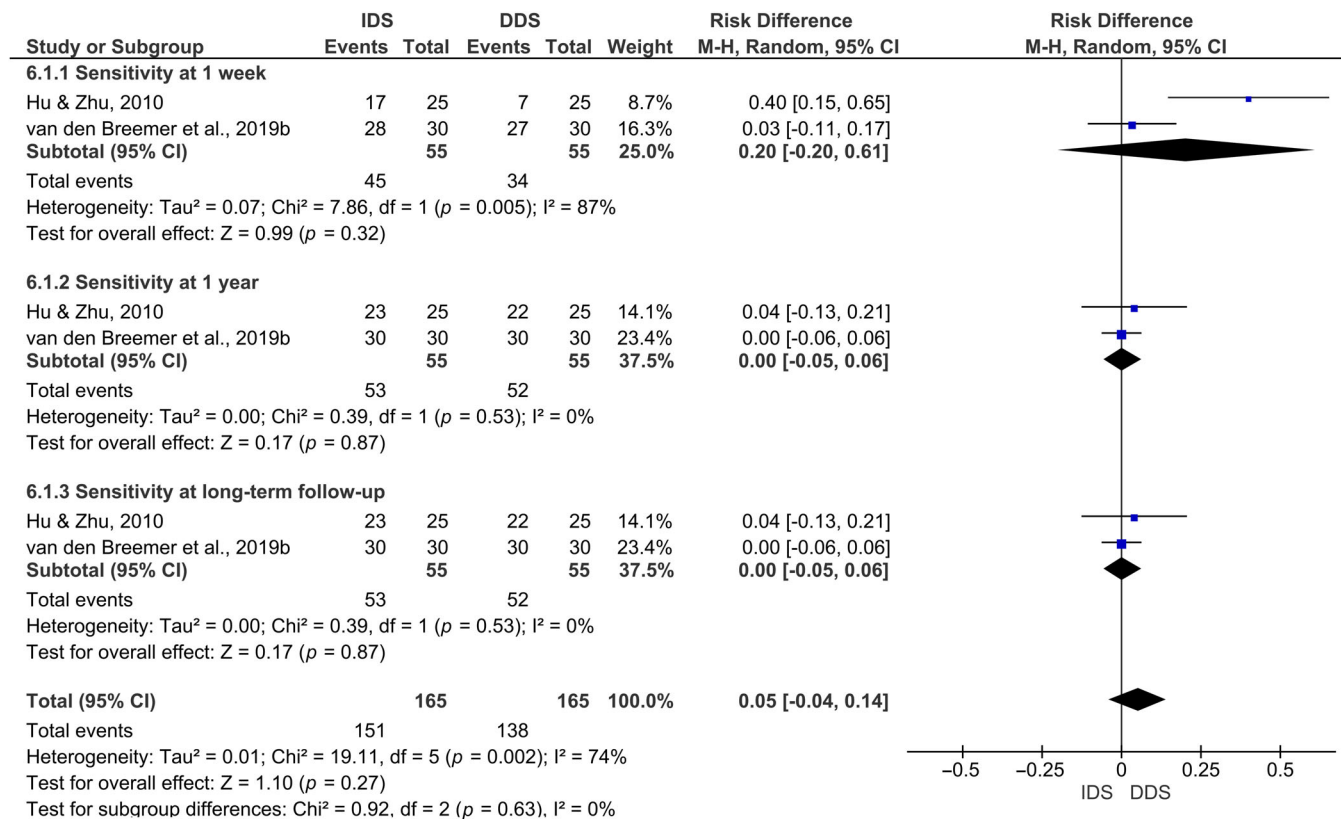 IDS DDS Risk Difference Risk Difference
Study or Subgroup Events Total Events Total Weight M-H, Random, 95% CI M-H, Random, 95% CI
6.1.1 Sensitivity at 1 week
Hu & Zhu, 2010 17 25 7 25 8.7% 0.40 [0.15, 0.65]
van den Breemer et al., 2019b 28 30 27 30 16.3% 0.03 [-0.11, 0.17]
Subtotal (95% CI) 55 55 25.0% 0.20 [-0.20, 0.61]
Total events 45 34
Heterogeneity: Tau² = 0.07; Chi² = 7.86, df = 1 (p = 0.005); I² = 87%
Test for overall effect: Z = 0.99 (p = 0.32)
6.1.2 Sensitivity at 1 year
Hu & Zhu, 2010 23 25 22 25 14.1% 0.04 [-0.13, 0.21]
van den Breemer et al., 2019b 30 30 30 30 23.4% 0.00 [-0.06, 0.06]
Subtotal (95% CI) 55 55 37.5% 0.00 [-0.05, 0.06]
Total events 53 52
Heterogeneity: Tau² = 0.00; Chi² = 0.39, df = 1 (p = 0.53); I² = 0%
Test for overall effect: Z = 0.17 (p = 0.87)
6.1.3 Sensitivity at long-term follow-up
Hu & Zhu, 2010 23 25 22 25 14.1% 0.04 [-0.13, 0.21]
van den Breemer et al., 2019b 30 30 30 30 23.4% 0.00 [-0.06, 0.06]
Subtotal (95% CI) 55 55 37.5% 0.00 [-0.05, 0.06]
Total events 53 52
Heterogeneity: Tau² = 0.00; Chi² = 0.39, df = 1 (p = 0.53); I² = 0%
Test for overall effect: Z = 0.17 (p = 0.87)
Total (95% CI) 165 165 100.0% 0.05 [-0.04, 0.14]
Total events 151 138
Heterogeneity: Tau² = 0.01; Chi² = 19.11, df = 5 (p = 0.002); I² = 74%
Test for overall effect: Z = 1.10 (p = 0.27)
Test for subgroup differences: Chi² = 0.92, df = 2 (p = 0.63), I² = 0%
−0.5 −0.25 0 0.25 0.5
IDS DDS